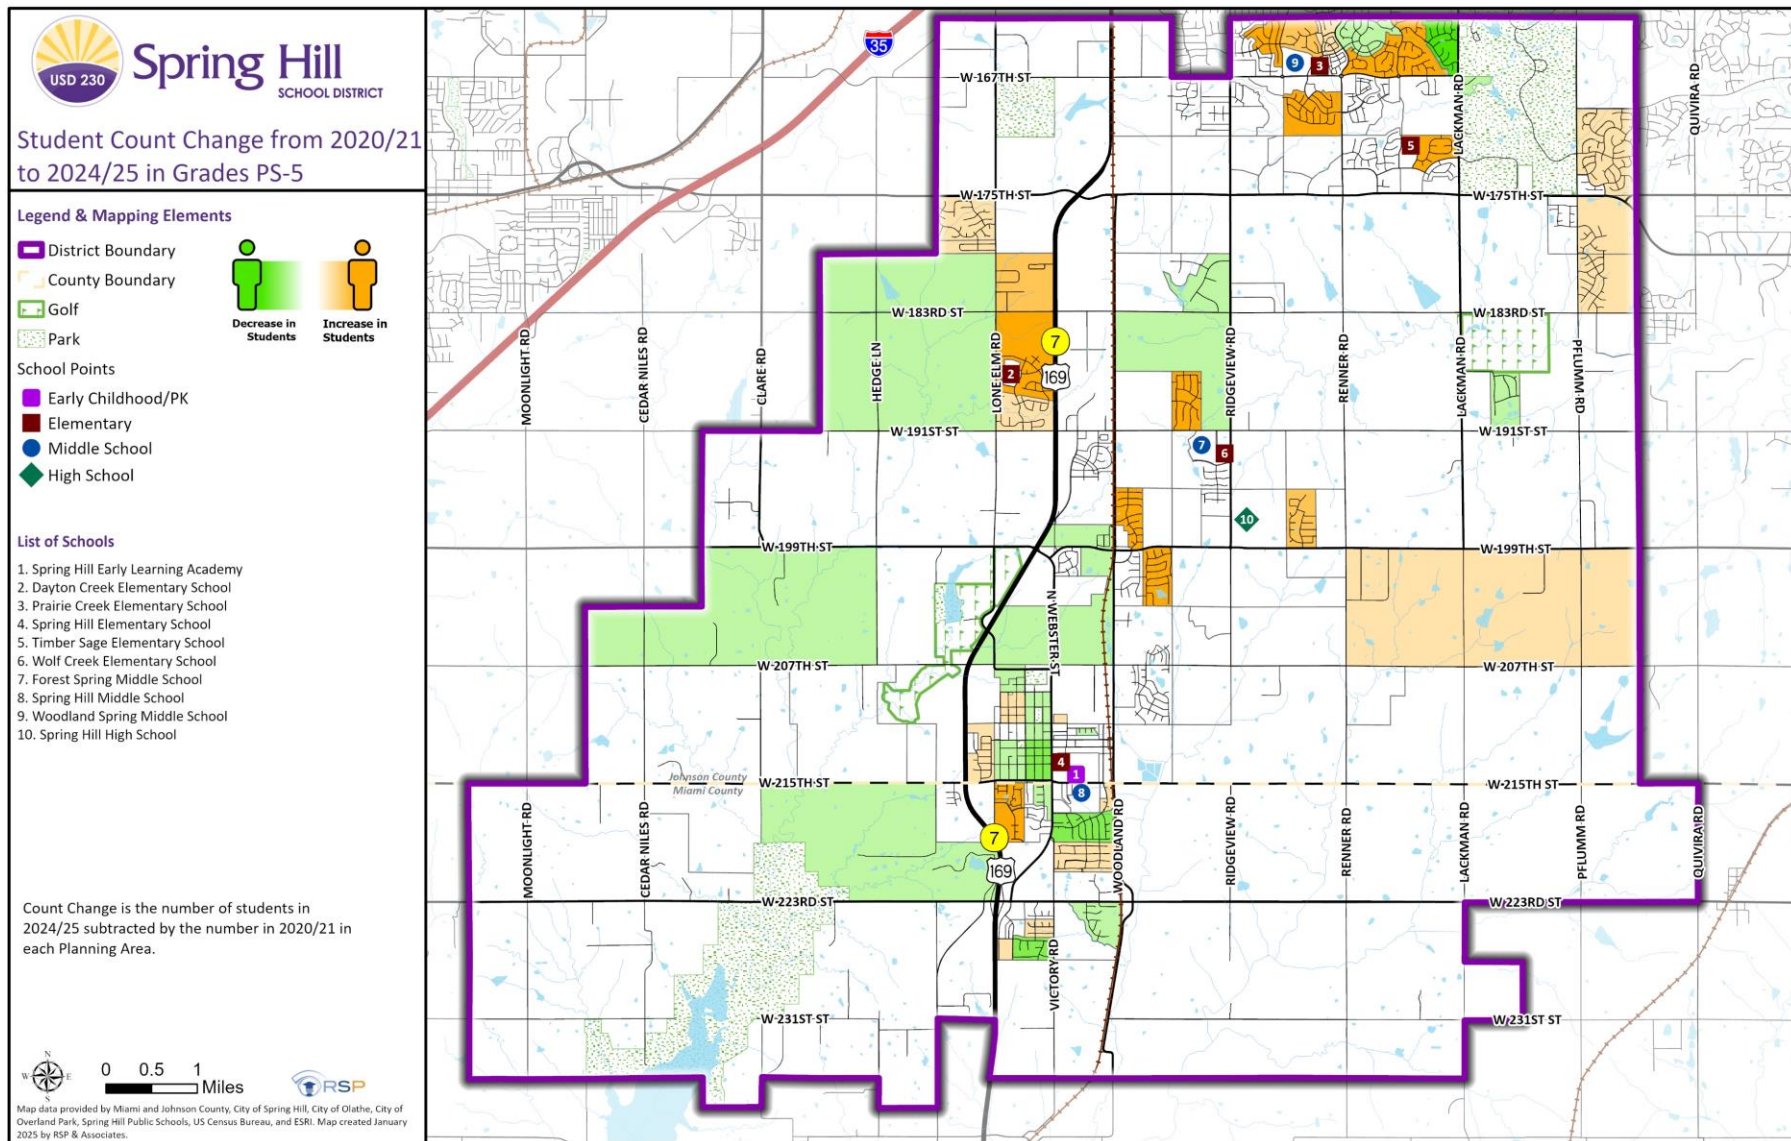 USD 230
Spring Hill
SCHOOL DISTRICT
Student Count Change from 2020/21
to 2024/25 in Grades PS-5
Legend & Mapping Elements
District Boundary
County Boundary
Golf
Park
Decrease in
Students
Increase in
Students
School Points
Early Childhood/PK
Elementary
Middle School
High School
List of Schools
1. Spring Hill Early Learning Academy
2. Dayton Creek Elementary School
3. Prairie Creek Elementary School
4. Spring Hill Elementary School
5. Timber Sage Elementary School
6. Wolf Creek Elementary School
7. Forest Spring Middle School
8. Spring Hill Middle School
9. Woodland Spring Middle School
10. Spring Hill High School
Count Change is the number of students in
2024/25 subtracted by the number in 2020/21 in
each Planning Area.
N
W E
S
0 0.5 1
Miles
RSP
Map data provided by Miami and Johnson County, City of Spring Hill, City of Olathe, City of
Overland Park, Spring Hill Public Schools, US Census Bureau, and ESRI. Map created January
2025 by RSP & Associates.
35
9
3
W 167TH ST
LACKMAN RD
QUIVIRA RD
5
W 175TH ST
W 175TH ST
W 183RD ST
W 183RD ST
7
2
169
MOONLIGHT RD
CEDAR NILES RD
CLARE RD
HEDGE LN
LONE ELM RD
RIDGEVIEW RD
RENNER RD
LACKMAN RD
PFLUMM RD
W 191ST ST
W 191ST ST
7
6
10
W 199TH ST
W 199TH ST
N WEBSTER ST
W 207TH ST
W 207TH ST
4
1
8
Johnson County
Miami County
W 215TH ST
W 215TH ST
7
169
MOONLIGHT RD
CEDAR NILES RD
WOODLAND RD
RIDGEVIEW RD
RENNER RD
LACKMAN RD
PFLUMM RD
QUIVIRA RD
W 223RD ST
W 223RD ST
VICTORY RD
W 231ST ST
W 231ST ST